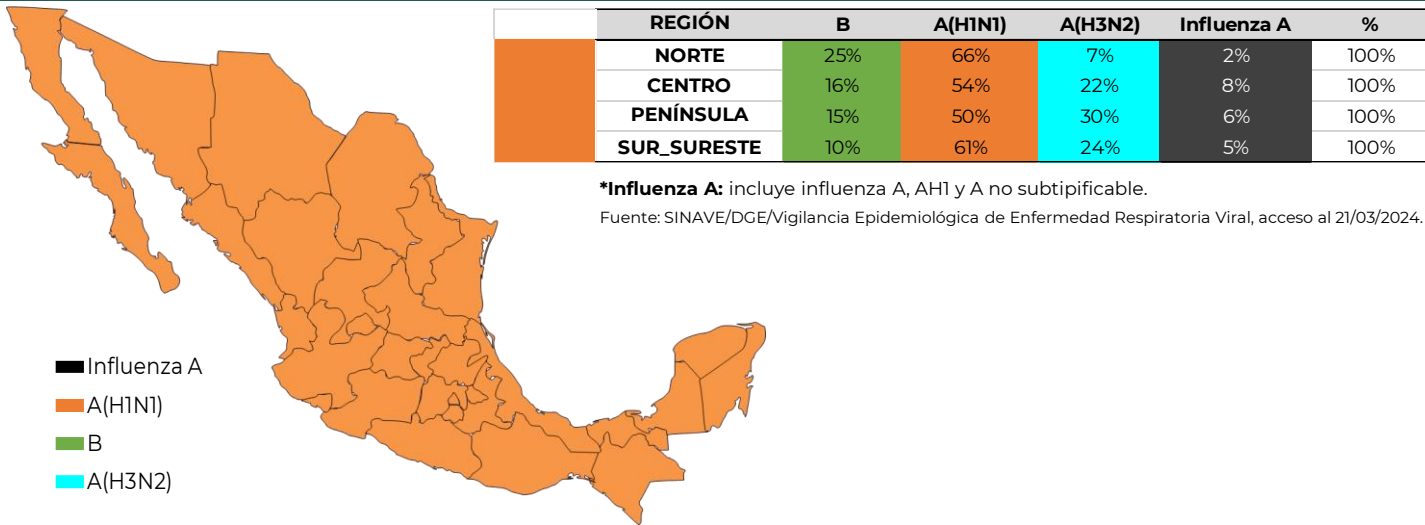 REGIÓN B A(H1N1) A(H3N2) Influenza A %
NORTE 25% 66% 7% 2% 100%
CENTRO 16% 54% 22% 8% 100%
PENÍNSULA 15% 50% 30% 6% 100%
SUR_SURESTE 10% 61% 24% 5% 100%
*Influenza A: incluye influenza A, AH1 y A no subtipificable.
Fuente: SINAVE/DGE/Vigilancia Epidemiológica de Enfermedad Respiratoria Viral, acceso al 21/03/2024.
Influenza A
A(H1N1)
B
A(H3N2)